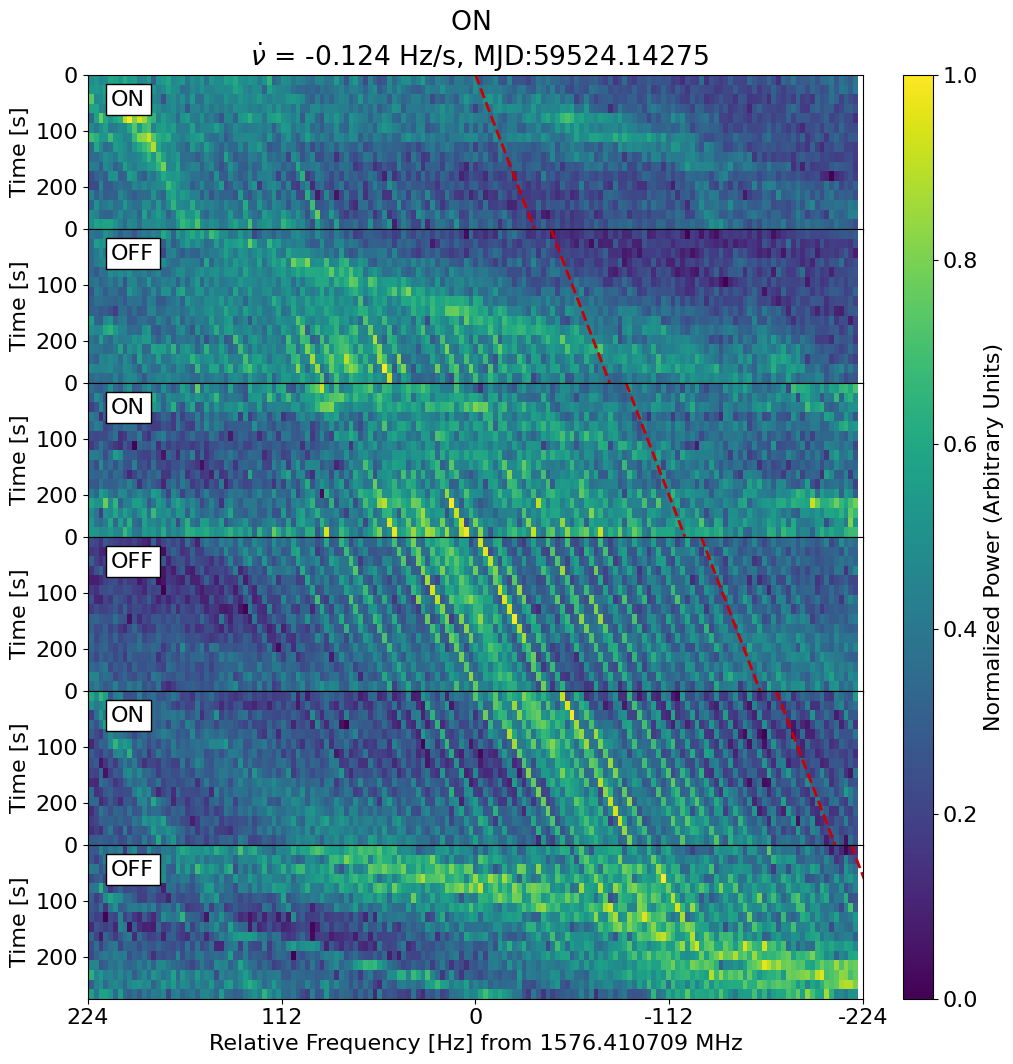 ON
ν̇ = -0.124 Hz/s, MJD:59524.14275
0
ON
100
Time [s]
200
0
OFF
100
Time [s]
200
0
ON
100
Time [s]
200
0
OFF
100
Time [s]
200
0
ON
100
Time [s]
200
0
OFF
100
Time [s]
200
224 112 0 -112 -224
Relative Frequency [Hz] from 1576.410709 MHz
1.0
0.8
0.6
0.4
0.2
0.0
Normalized Power (Arbitrary Units)